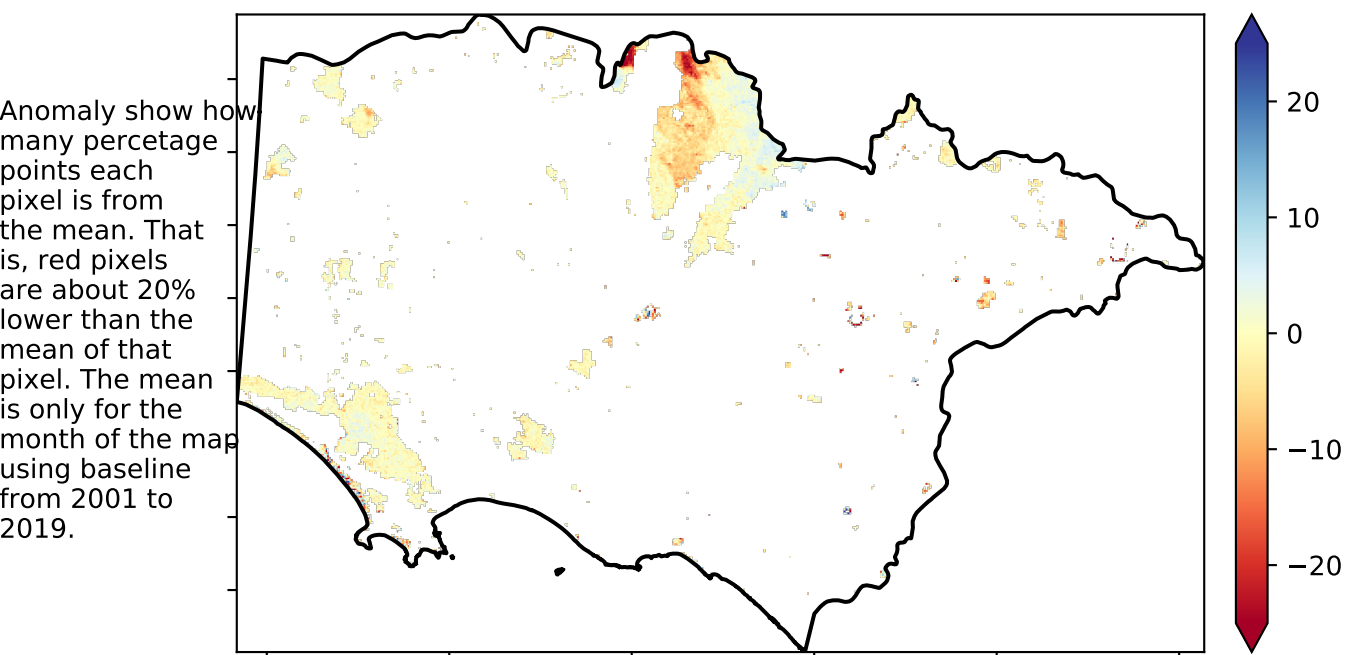 Anomaly show how
many percetage
points each
pixel is from
the mean. That
is, red pixels
are about 20%
lower than the
mean of that
pixel. The mean
is only for the
month of the map
using baseline
from 2001 to
2019.
20
10
0
−10
−20